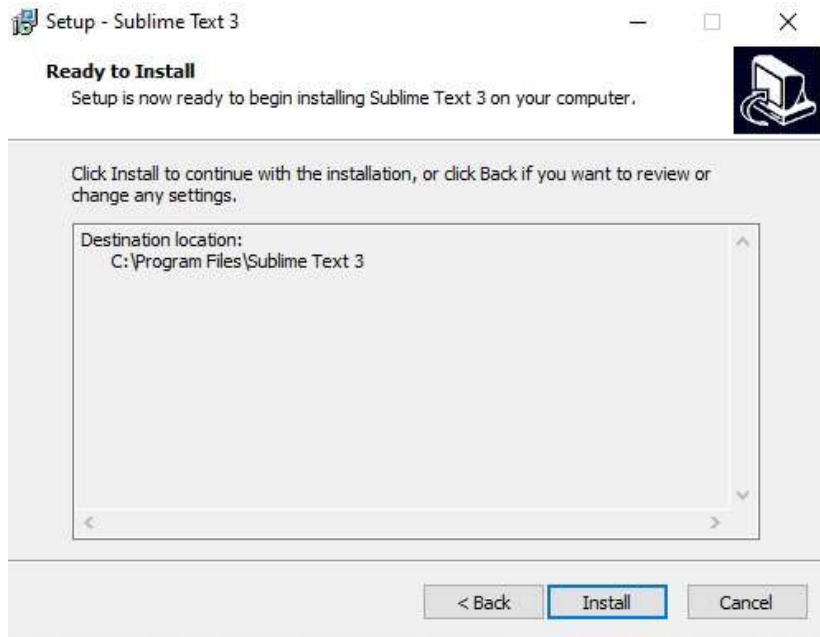 Setup - Sublime Text 3
Ready to Install
Setup is now ready to begin installing Sublime Text 3 on your computer.
Click Install to continue with the installation, or click Back if you want to review or
change any settings.
Destination location:
C:\Program Files\Sublime Text 3
< Back
Install
Cancel